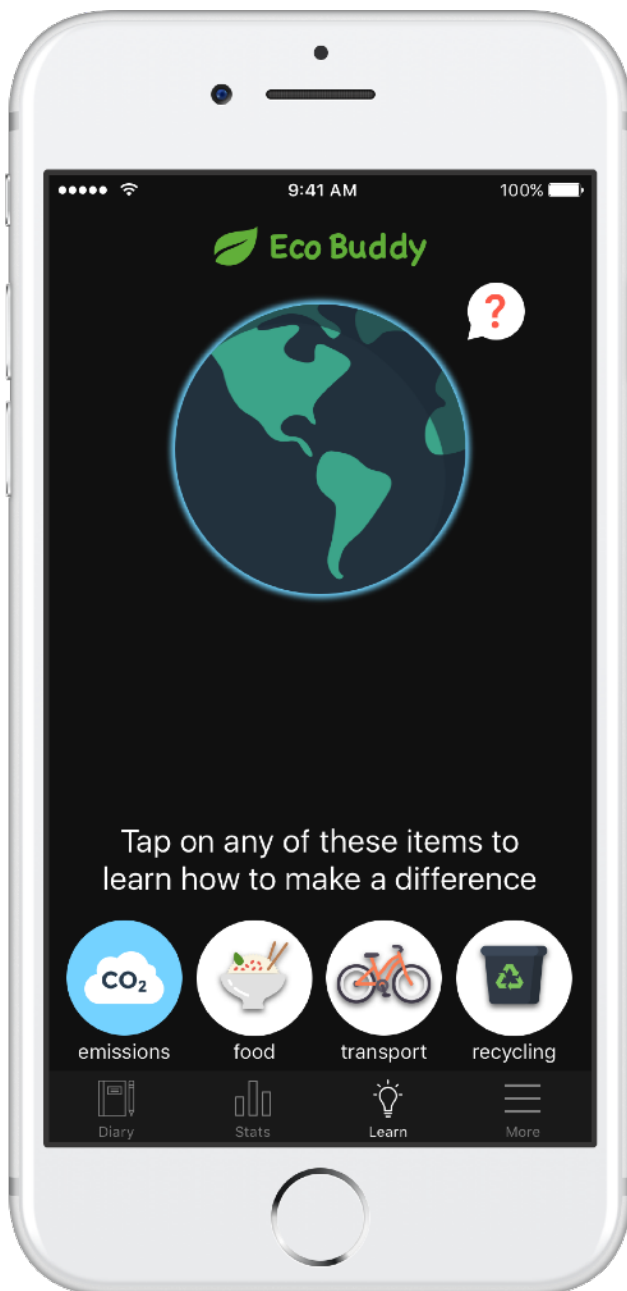 9:41 AM
100%
Eco Buddy
?
Tap on any of these items to
learn how to make a difference
CO₂
emissions
food
transport
recycling
Diary
Stats
Learn
More